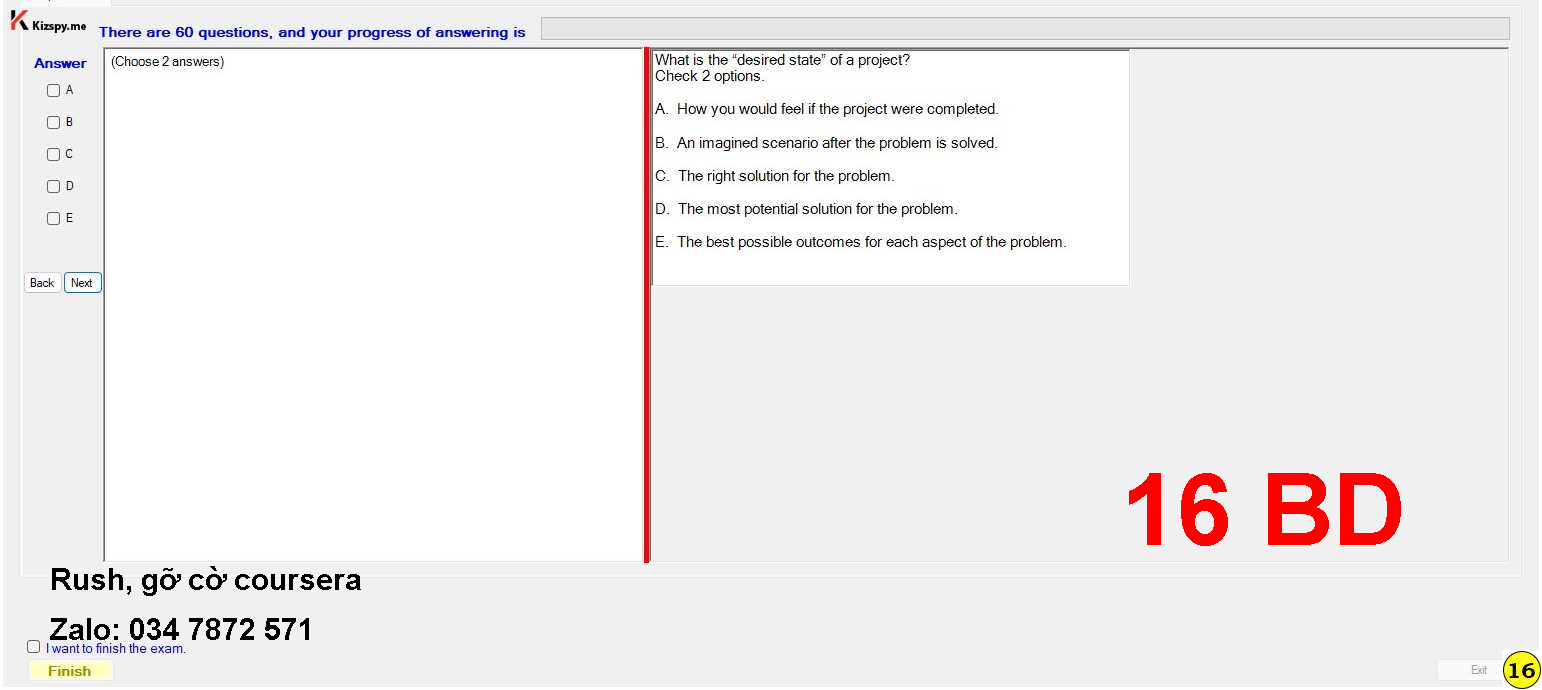 Kizspy.me
There are 60 questions, and your progress of answering is
Answer
(Choose 2 answers)
A
B
C
D
E
Back
Next
What is the “desired state” of a project?
Check 2 options.
A. How you would feel if the project were completed.
B. An imagined scenario after the problem is solved.
C. The right solution for the problem.
D. The most potential solution for the problem.
E. The best possible outcomes for each aspect of the problem.
16 BD
Rush, gỡ cờ coursera
Zalo: 034 7872 571
I want to finish the exam.
Finish
Exit
16